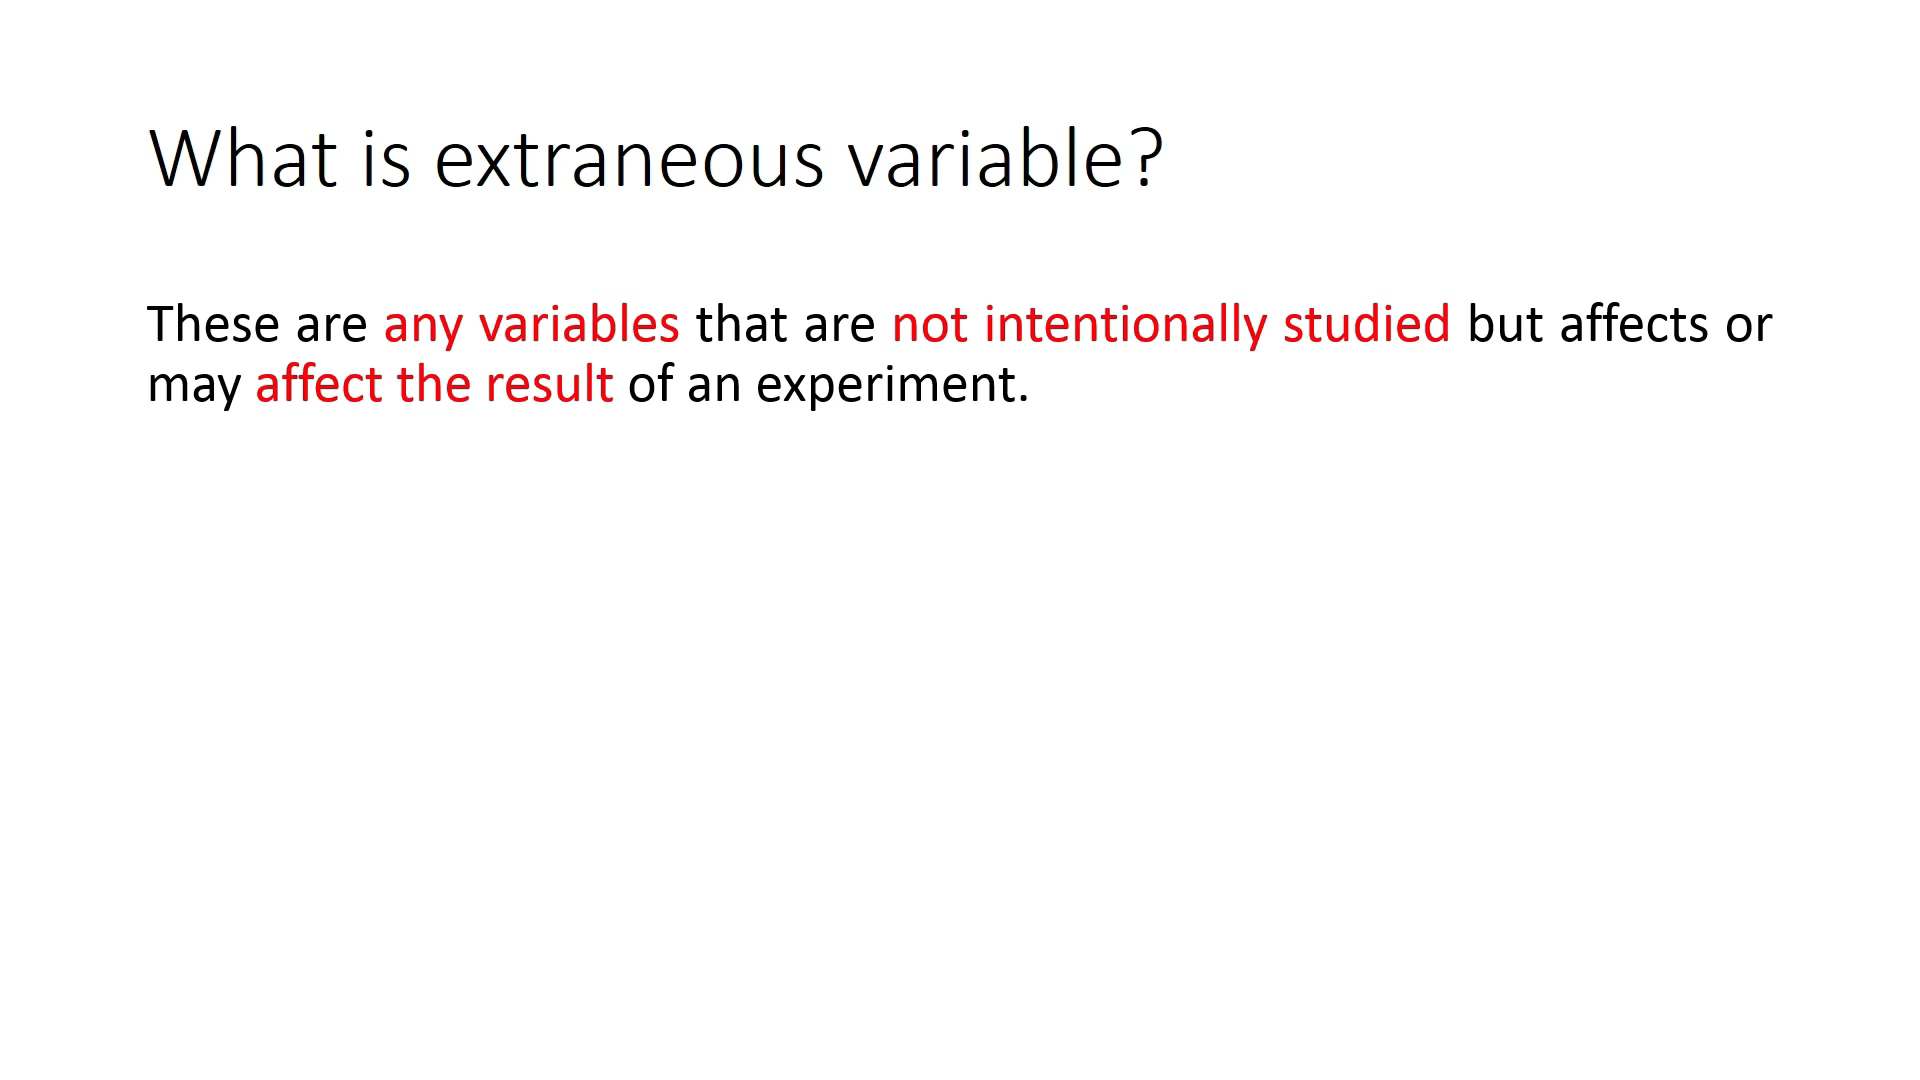 What is extraneous variable?
These are any variables that are not intentionally studied but affects or
may affect the result of an experiment.